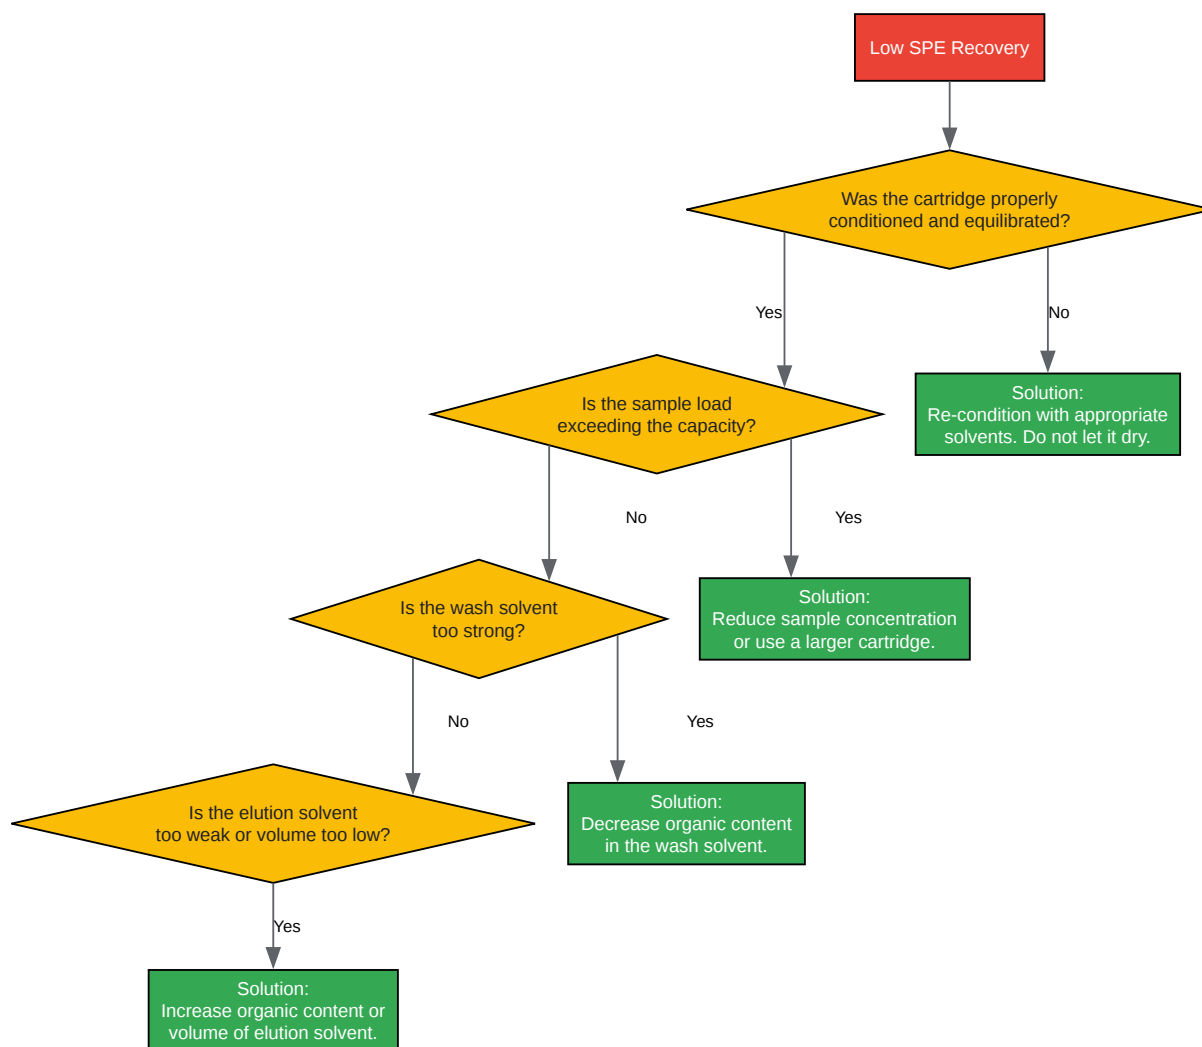 Low SPE Recovery
Was the cartridge properly
conditioned and equilibrated?
Yes
No
Is the sample load
exceeding the capacity?
Solution:
Re-condition with appropriate
solvents. Do not let it dry.
No
Yes
Is the wash solvent
too strong?
Solution:
Reduce sample concentration
or use a larger cartridge.
No
Yes
Is the elution solvent
too weak or volume too low?
Solution:
Decrease organic content
in the wash solvent.
Yes
Solution:
Increase organic content or
volume of elution solvent.